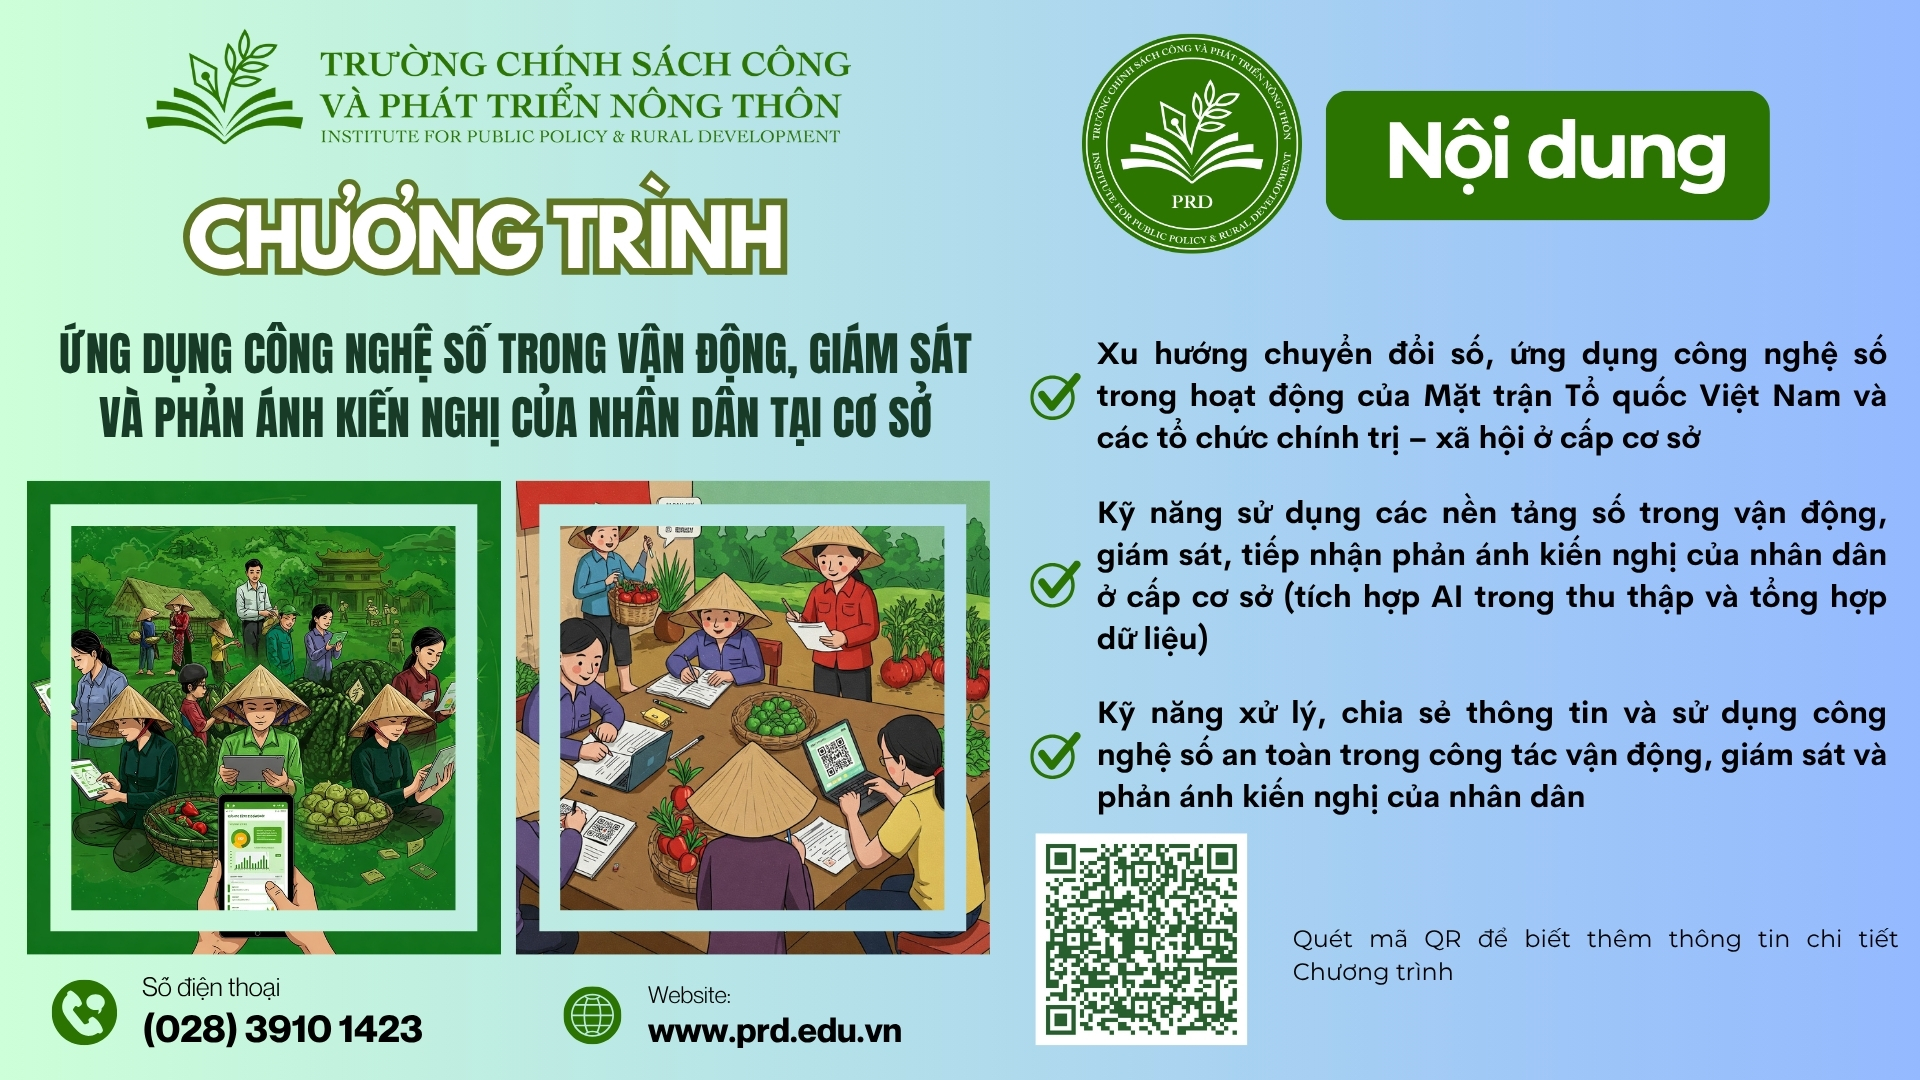 TRƯỜNG CHÍNH SÁCH CÔNG
VÀ PHÁT TRIỂN NÔNG THÔN
INSTITUTE FOR PUBLIC POLICY & RURAL DEVELOPMENT
CHƯƠNG TRÌNH
ỨNG DỤNG CÔNG NGHỆ SỐ TRONG VẬN ĐỘNG, GIÁM SÁT
VÀ PHẢN ÁNH KIẾN NGHỊ CỦA NHÂN DÂN TẠI CƠ SỞ
Số điện thoại
(028) 3910 1423
Website:
www.prd.edu.vn
TRƯỜNG CHÍNH SÁCH CÔNG VÀ PHÁT TRIỂN NÔNG THÔN
PRD
INSTITUTE FOR PUBLIC POLICY & RURAL DEVELOPMENT
Nội dung
Xu hướng chuyển đổi số, ứng dụng công nghệ số
trong hoạt động của Mặt trận Tổ quốc Việt Nam và
các tổ chức chính trị – xã hội ở cấp cơ sở
Kỹ năng sử dụng các nền tảng số trong vận động,
giám sát, tiếp nhận phản ánh kiến nghị của nhân dân
ở cấp cơ sở (tích hợp AI trong thu thập và tổng hợp
dữ liệu)
Kỹ năng xử lý, chia sẻ thông tin và sử dụng công
nghệ số an toàn trong công tác vận động, giám sát và
phản ánh kiến nghị của nhân dân
Quét mã QR để biết thêm thông tin chi tiết
Chương trình